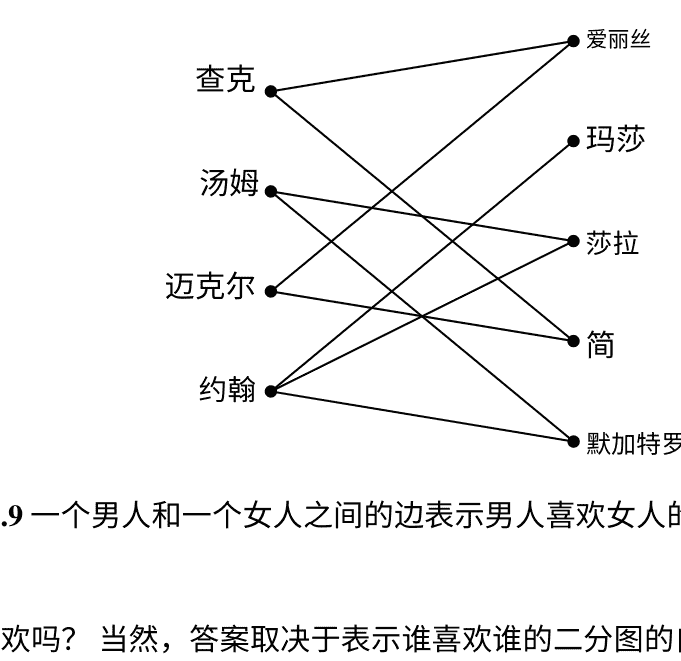 爱丽丝
查克
玛莎
汤姆
莎拉
迈克尔
简
约翰
默加特罗
.9 一个男人和一个女人之间的边表示男人喜欢女人的
欢吗？ 当然，答案取决于表示谁喜欢谁的二分图的